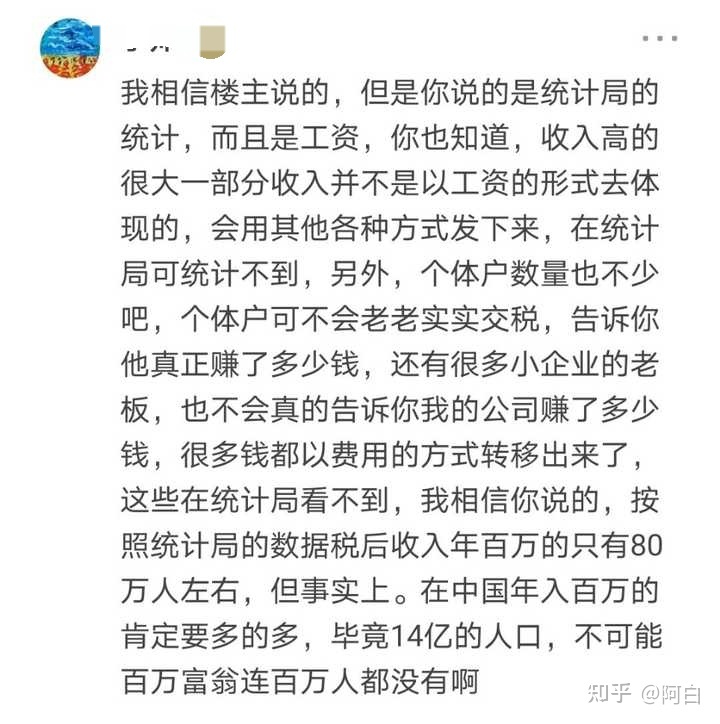 我相信楼主说的，但是你说的是统计局的
统计，而且是工资，你也知道，收入高的
很大一部分收入并不是以工资的形式去体
现的，会用其他各种方式发下来，在统计
局可统计不到，另外，个体户数量也不少
吧，个体户可不会老老实实交税，告诉你
他真正赚了多少钱，还有很多小企业的老
板，也不会真的告诉你我的公司赚了多少
钱，很多钱都以费用的方式转移出来了，
这些在统计局看不到，我相信你说的，按
照统计局的数据税后收入年百万的只有80
万人左右，但事实上。在中国年入百万的
肯定要多的多，毕竟14亿的人口，不可能
百万富翁连百万人都没有啊
知乎 @阿白